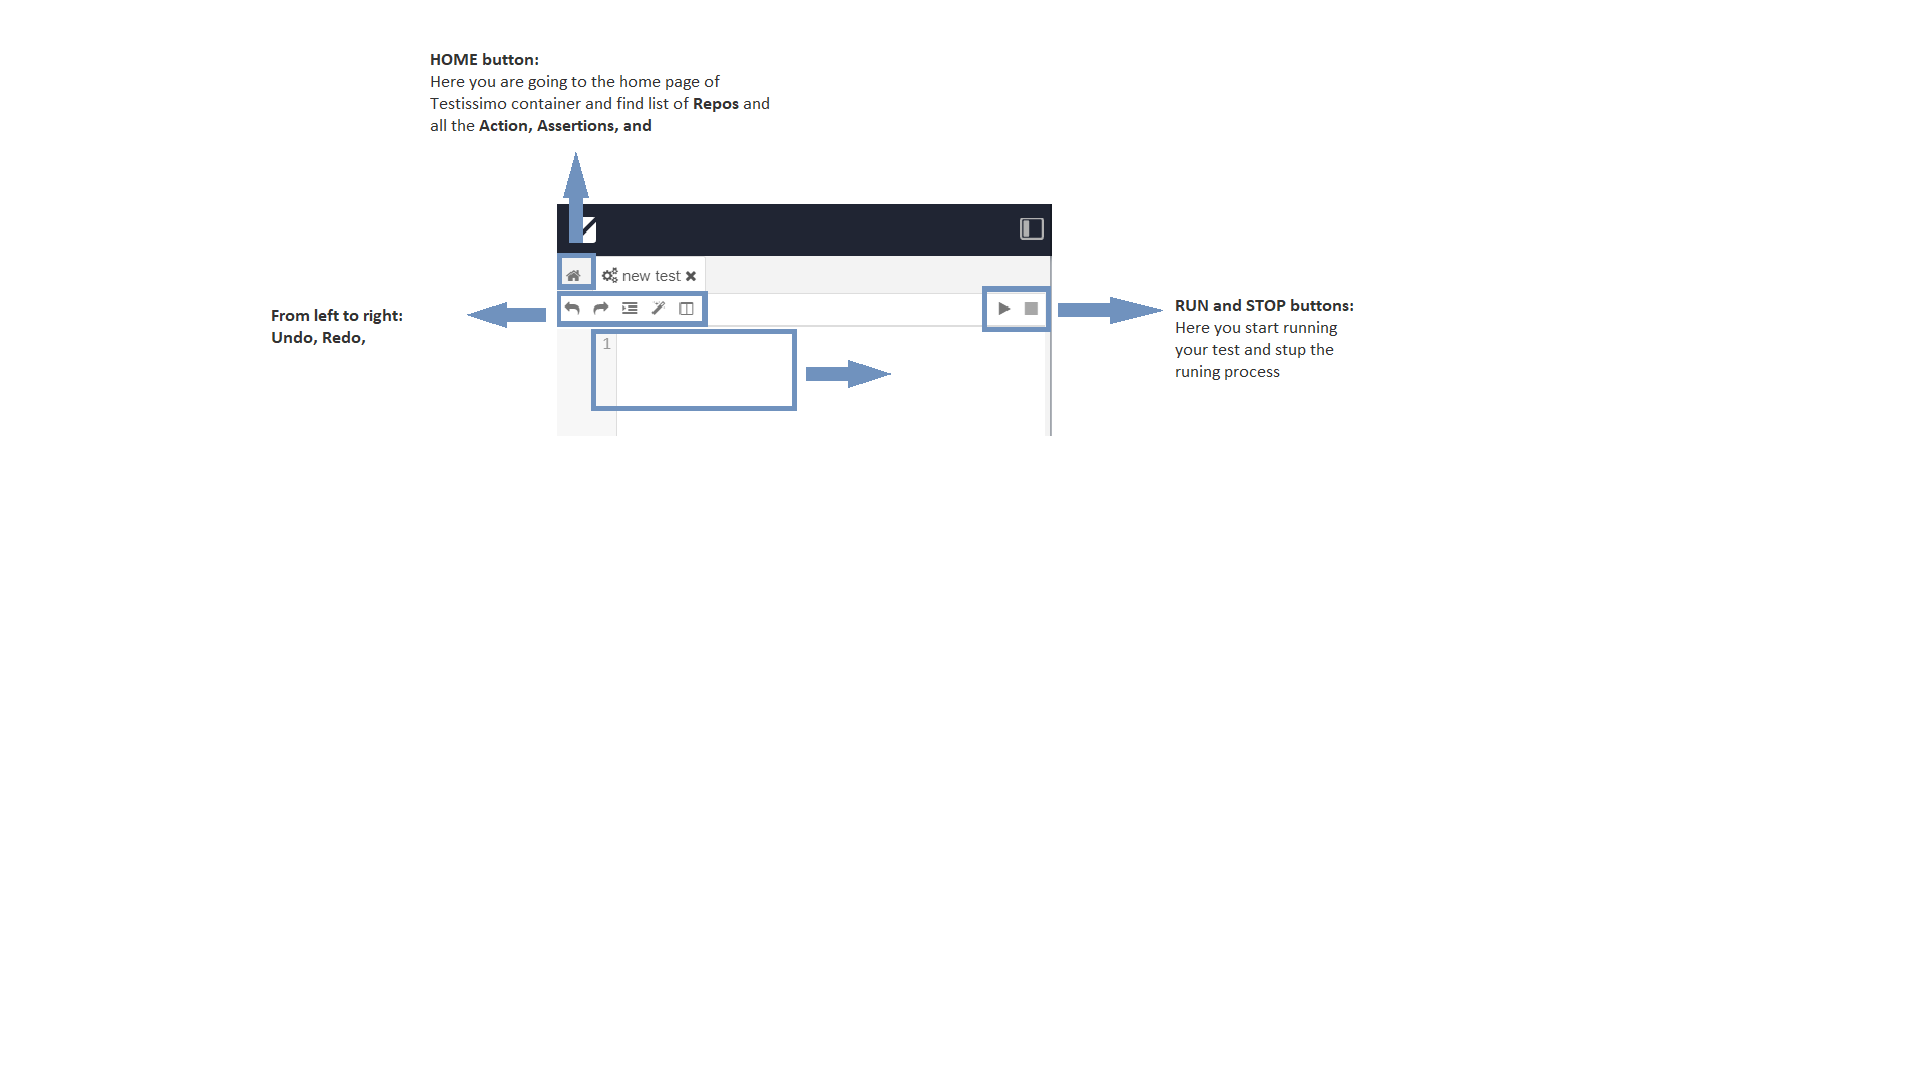 HOME button:
Here you are going to the home page of
Testissimo container and find list of Repos and
all the Action, Assertions, and
new test
From left to right:
Undo, Redo,
1
RUN and STOP buttons:
Here you start running
your test and stup the
runing process